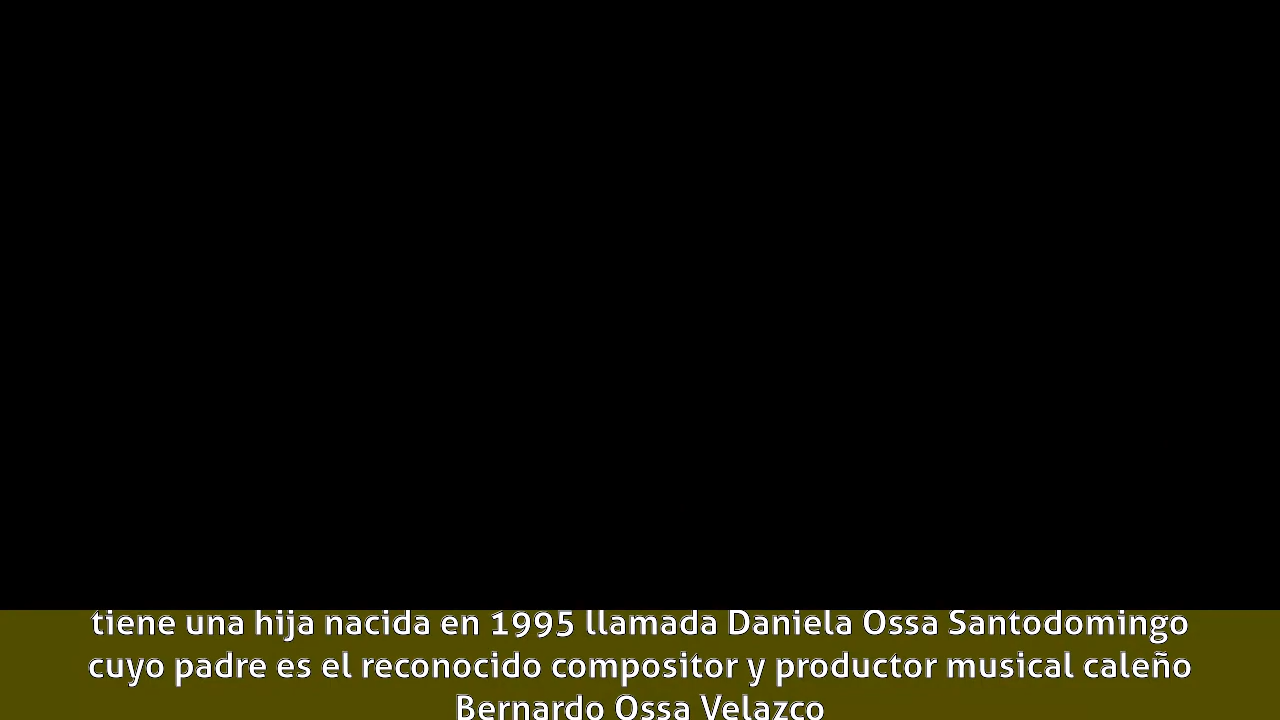 tiene una hija nacida en 1995 llamada Daniela Ossa Santodomingo
cuyo padre es el reconocido compositor y productor musical caleño
Bernardo Ossa Velazco